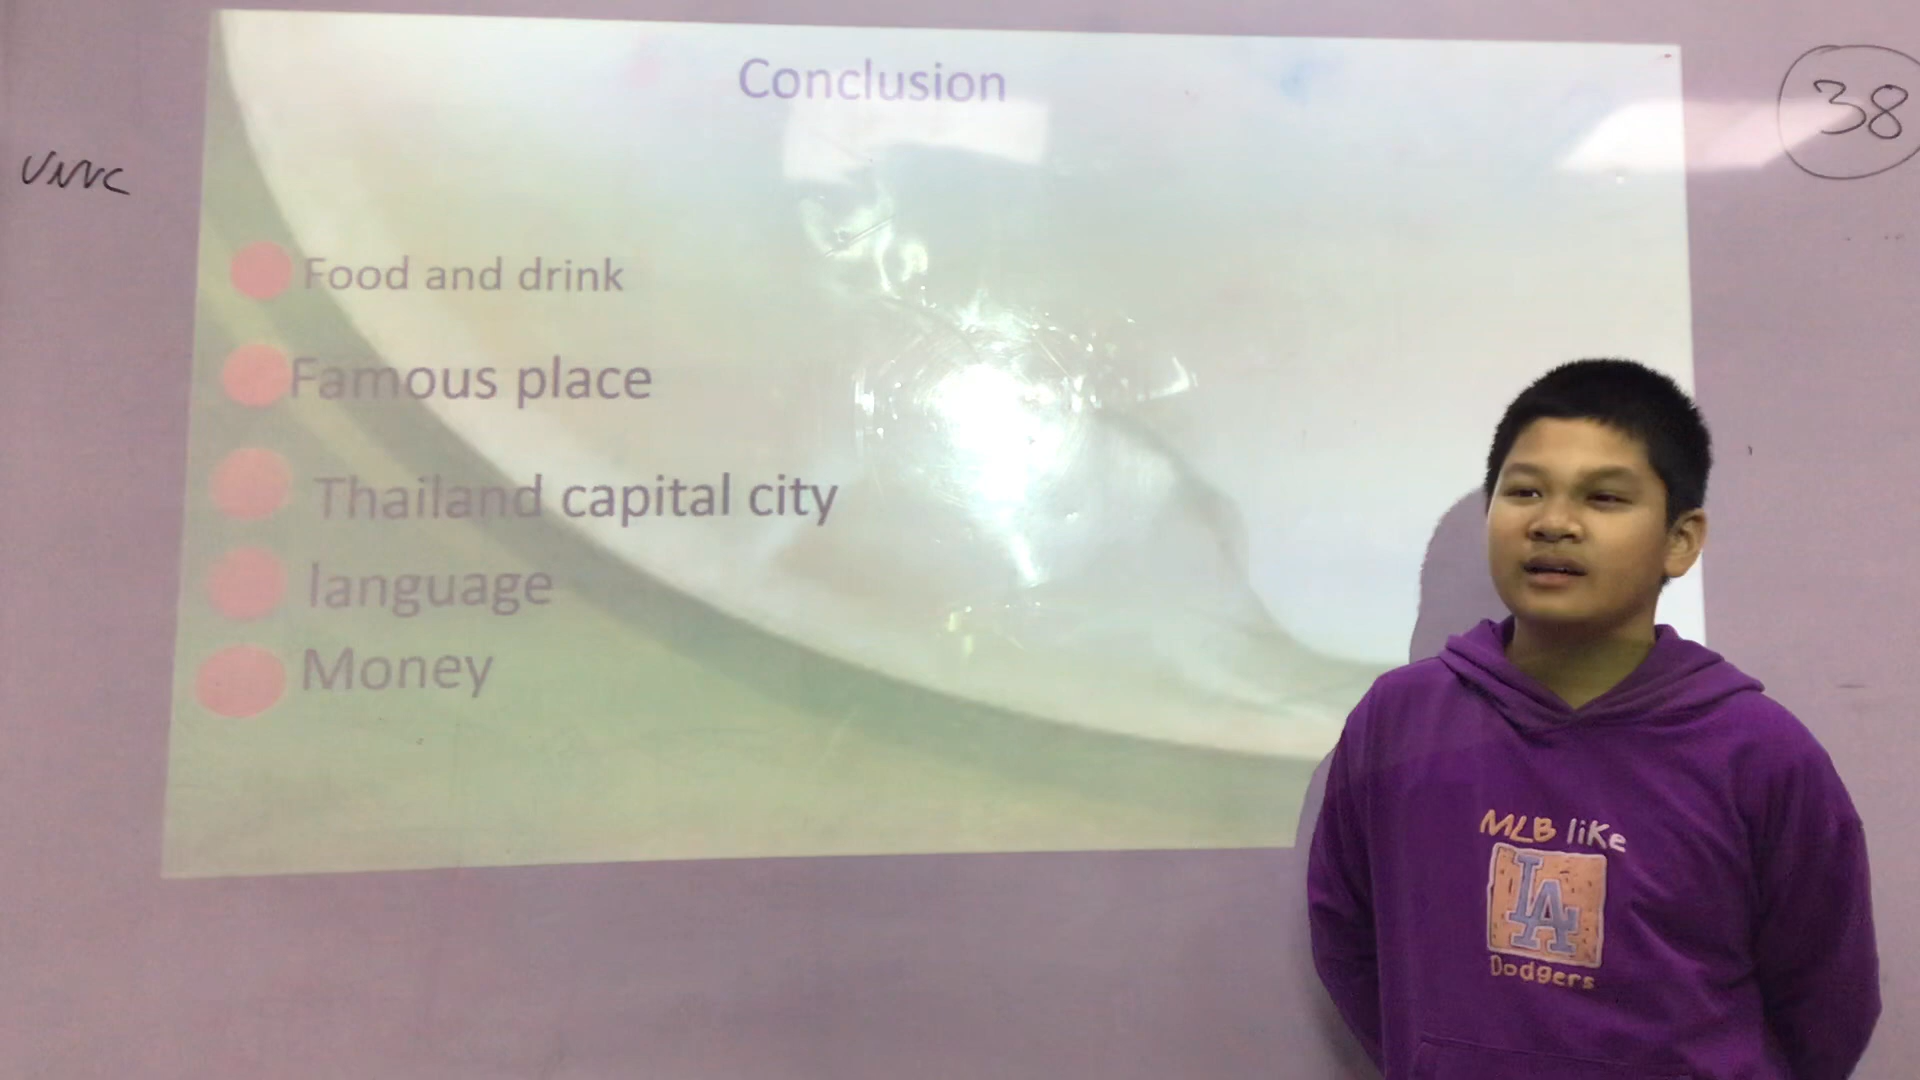 Conclusion
38
Food and drink
Famous place
Thailand capital city
language
Money
MLB like
LA
Dodgers